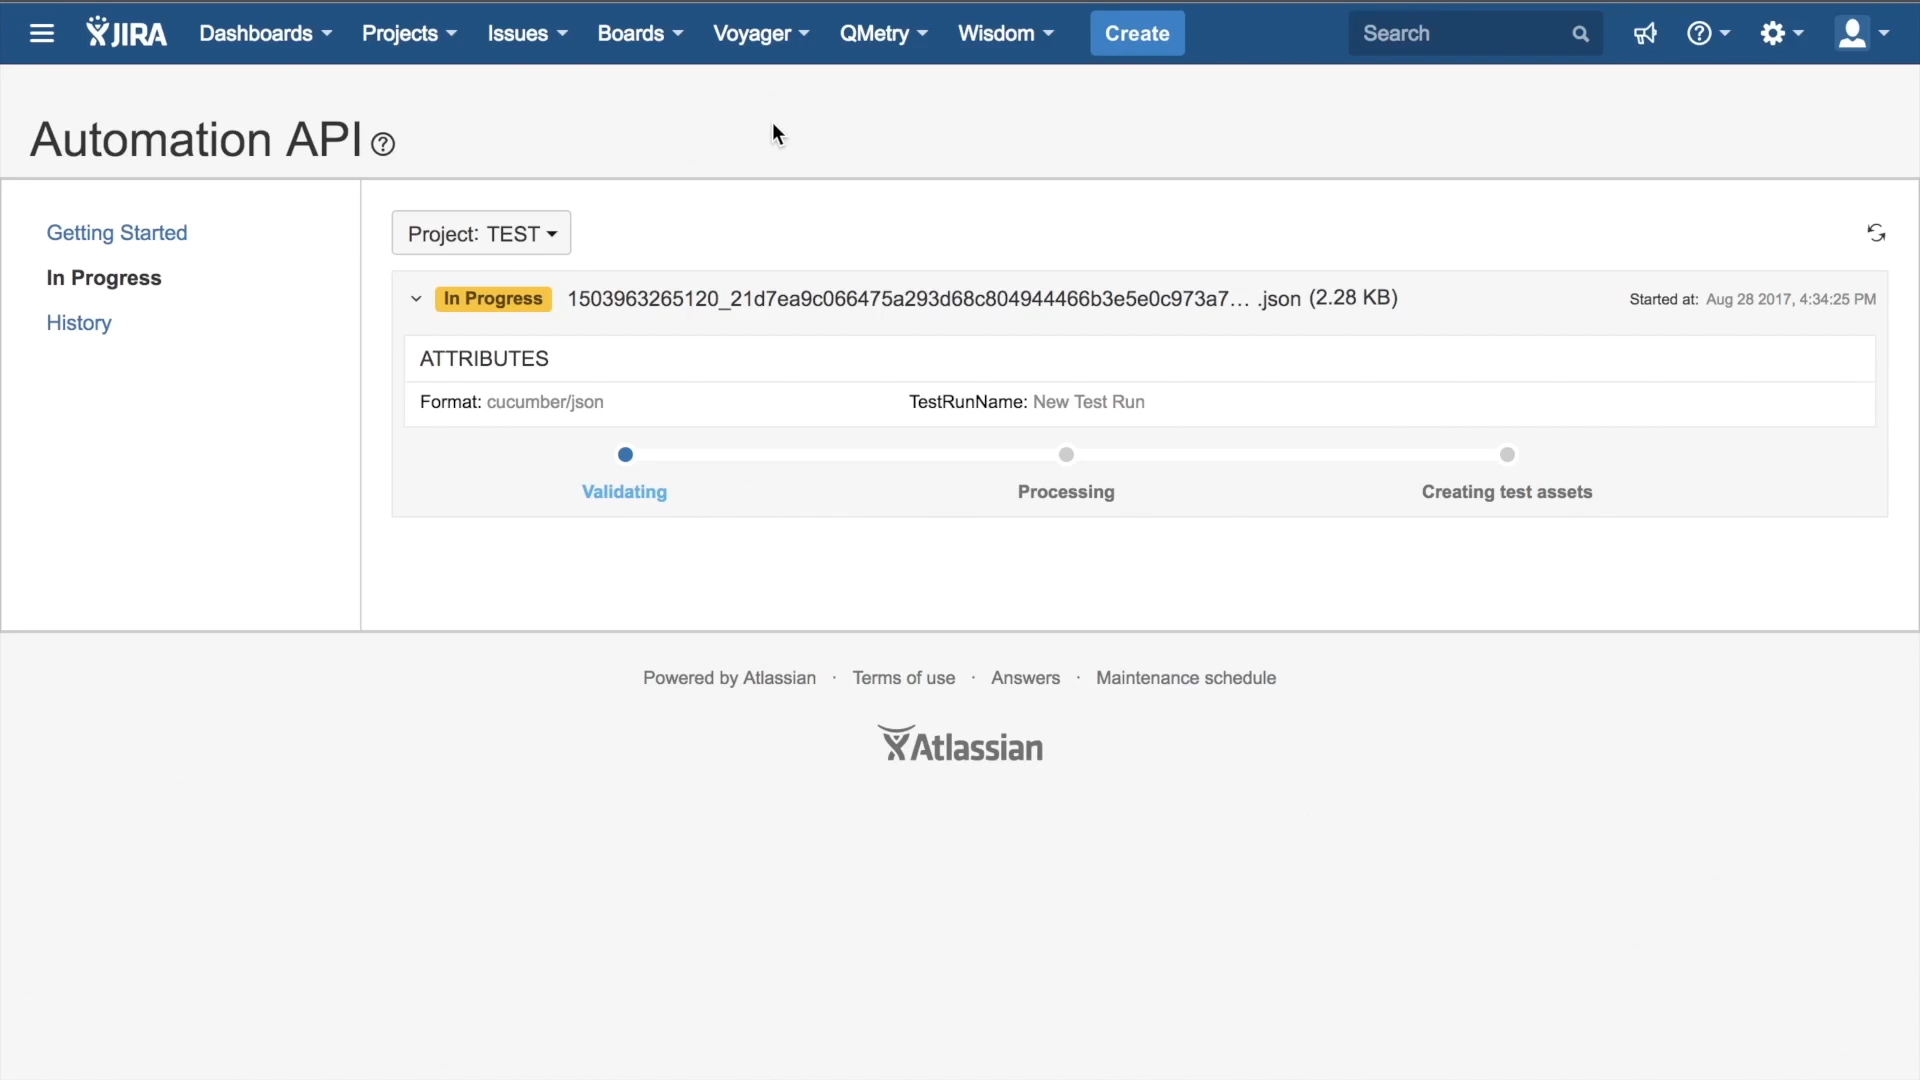 JIRA Dashboards Projects Issues Boards Voyager QMetry Wisdom Create Search
Automation API
Getting Started
In Progress
History
Project: TEST
In Progress 1503963265120_21d7ea9c066475a293d68c804944466b3e5e0c973a7... .json (2.28 KB) Started at: Aug 28 2017, 4:34:25 PM
ATTRIBUTES
Format: cucumber/json TestRunName: New Test Run
Validating Processing Creating test assets
Powered by Atlassian · Terms of use · Answers · Maintenance schedule
Atlassian